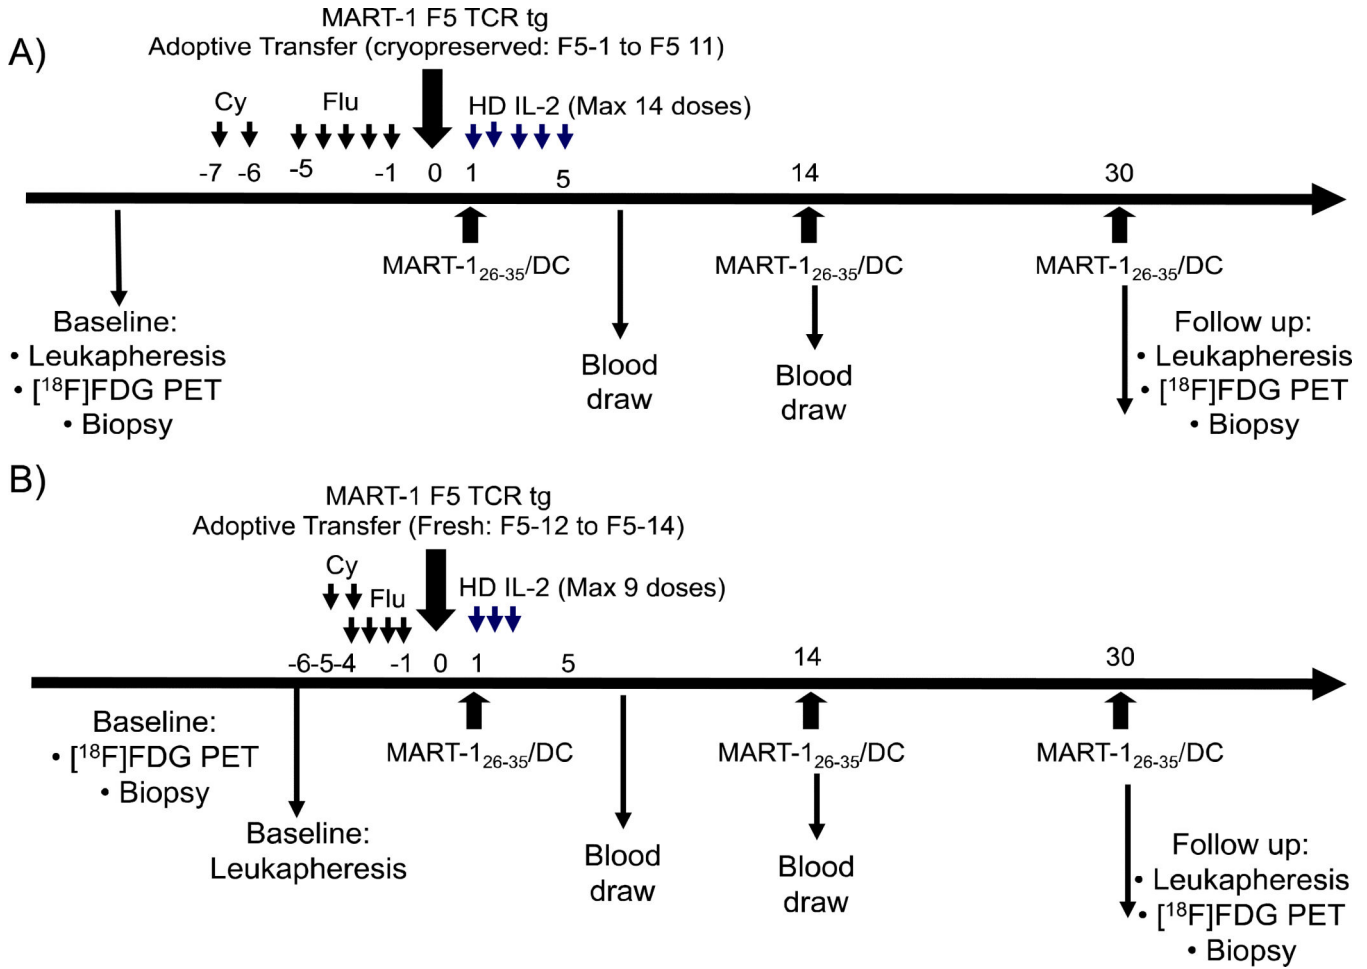 A)
MART-1 F5 TCR tg
Adoptive Transfer (cryopreserved: F5-1 to F5 11)
Cy
Flu
HD IL-2 (Max 14 doses)
-7 -6 -5 -1 0 1 5 14 30
MART-1₂₆₋₃₅/DC
MART-1₂₆₋₃₅/DC
MART-1₂₆₋₃₅/DC
Baseline:
• Leukapheresis
• [¹⁸F]FDG PET
• Biopsy
Blood
draw
Blood
draw
Follow up:
• Leukapheresis
• [¹⁸F]FDG PET
• Biopsy
B)
MART-1 F5 TCR tg
Adoptive Transfer (Fresh: F5-12 to F5-14)
Cy
Flu
HD IL-2 (Max 9 doses)
-6-5-4 -1 0 1 5 14 30
Baseline:
• [¹⁸F]FDG PET
• Biopsy
MART-1₂₆₋₃₅/DC
MART-1₂₆₋₃₅/DC
MART-1₂₆₋₃₅/DC
Baseline:
Leukapheresis
Blood
draw
Blood
draw
Follow up:
• Leukapheresis
• [¹⁸F]FDG PET
• Biopsy